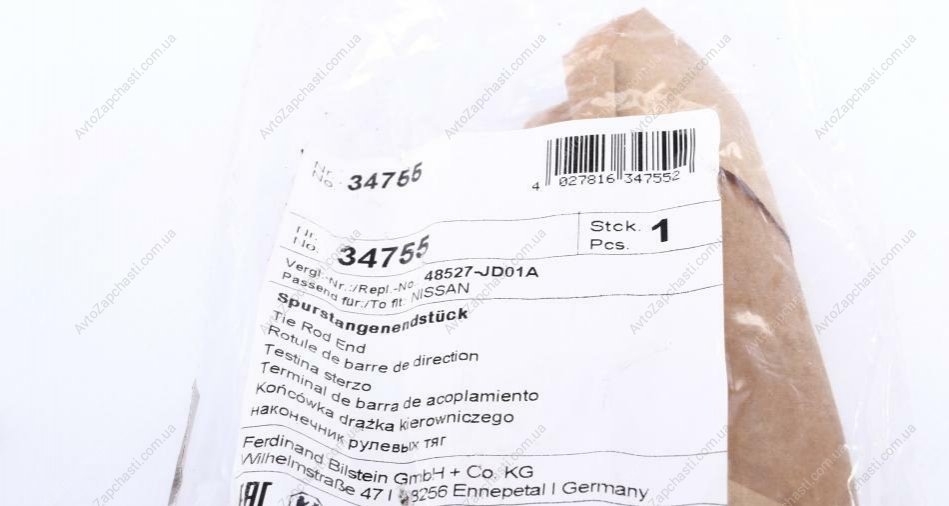 Nr.
No. 34755
4 027816 347552
Nr.
No. 34755
Stck. 1
Pcs.
Vergl.-Nr.:/Repl.-No. 48527-JD01A
Passend für:/To fit: NISSAN
Spurstangenendstück
Tie Rod End
Rotule de barre de direction
Testina sterzo
Terminal de barra de acoplamiento
Końcówka drążka kierowniczego
наконечник рулевых тяг
Ferdinand Bilstein GmbH + Co. KG
Wilhelmstraße 47 | 58256 Ennepetal | Germany
EAC
AvtoZapchasti.com.ua